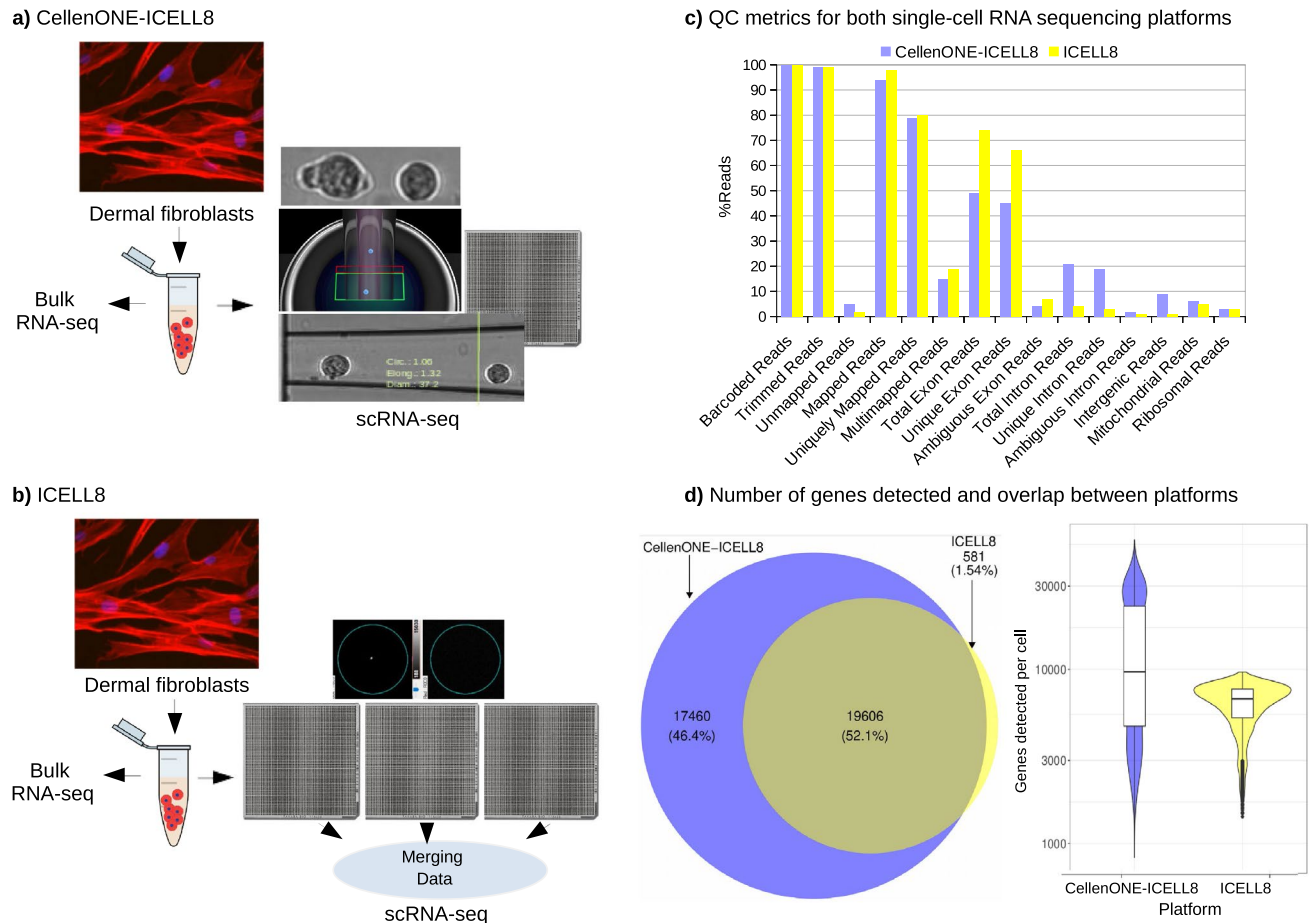 a) CellenONE-ICELL8
Dermal fibroblasts
Bulk
RNA-seq
Circ.: 1.06
Elong.: 1.32
Diam.: 37.2
scRNA-seq
b) ICELL8
Dermal fibroblasts
Bulk
RNA-seq
Merging
Data
scRNA-seq
c) QC metrics for both single-cell RNA sequencing platforms
CellenONE-ICELL8 ICELL8
%Reads
100
90
80
70
60
50
40
30
20
10
0
Barcoded Reads
Trimmed Reads
Unmapped Reads
Mapped Reads
Uniquely Mapped Reads
Multimapped Reads
Total Exon Reads
Unique Exon Reads
Ambiguous Exon Reads
Total Intron Reads
Unique Intron Reads
Ambiguous Intron Reads
Intergenic Reads
Mitochondrial Reads
Ribosomal Reads
d) Number of genes detected and overlap between platforms
CellenONE–ICELL8
ICELL8
581
(1.54%)
17460
(46.4%)
19606
(52.1%)
Genes detected per cell
30000
10000
3000
1000
CellenONE-ICELL8 ICELL8
Platform